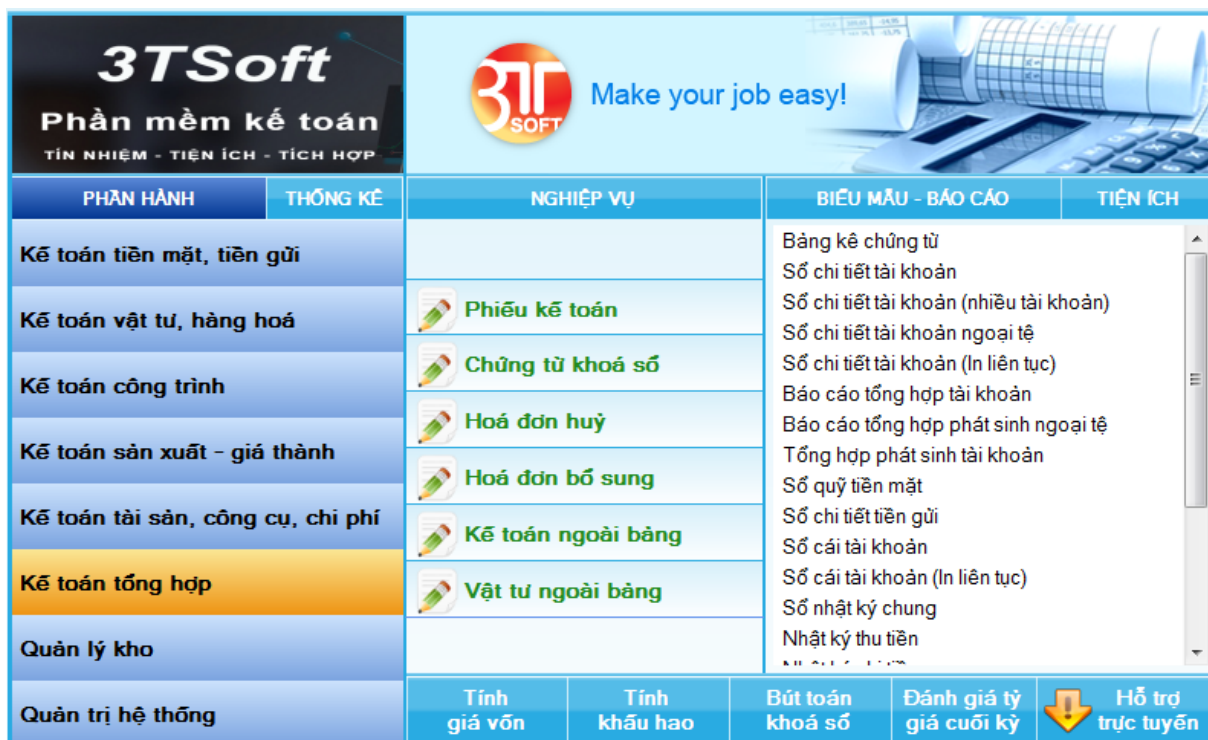 3TSoft
Phần mềm kế toán
TÍN NHIỆM - TIỆN ÍCH - TÍCH HỢP
3T
SOFT
Make your job easy!
PHẦN HÀNH
THỐNG KÊ
NGHIỆP VỤ
BIỂU MẪU - BÁO CÁO
TIỆN ÍCH
Kế toán tiền mặt, tiền gửi
Kế toán vật tư, hàng hoá
Kế toán công trình
Kế toán sản xuất - giá thành
Kế toán tài sản, công cụ, chi phí
Kế toán tổng hợp
Quản lý kho
Quản trị hệ thống
Phiếu kế toán
Chứng từ khoá sổ
Hoá đơn huỷ
Hoá đơn bổ sung
Kế toán ngoài bảng
Vật tư ngoài bảng
Bảng kê chứng từ
Sổ chi tiết tài khoản
Sổ chi tiết tài khoản (nhiều tài khoản)
Sổ chi tiết tài khoản ngoại tệ
Sổ chi tiết tài khoản (In liên tục)
Báo cáo tổng hợp tài khoản
Báo cáo tổng hợp phát sinh ngoại tệ
Tổng hợp phát sinh tài khoản
Sổ quỹ tiền mặt
Sổ chi tiết tiền gửi
Sổ cái tài khoản
Sổ cái tài khoản (In liên tục)
Sổ nhật ký chung
Nhật ký thu tiền
Tính
giá vốn
Tính
khấu hao
Bút toán
khoá sổ
Đánh giá tỷ
giá cuối kỳ
Hỗ trợ
trực tuyến